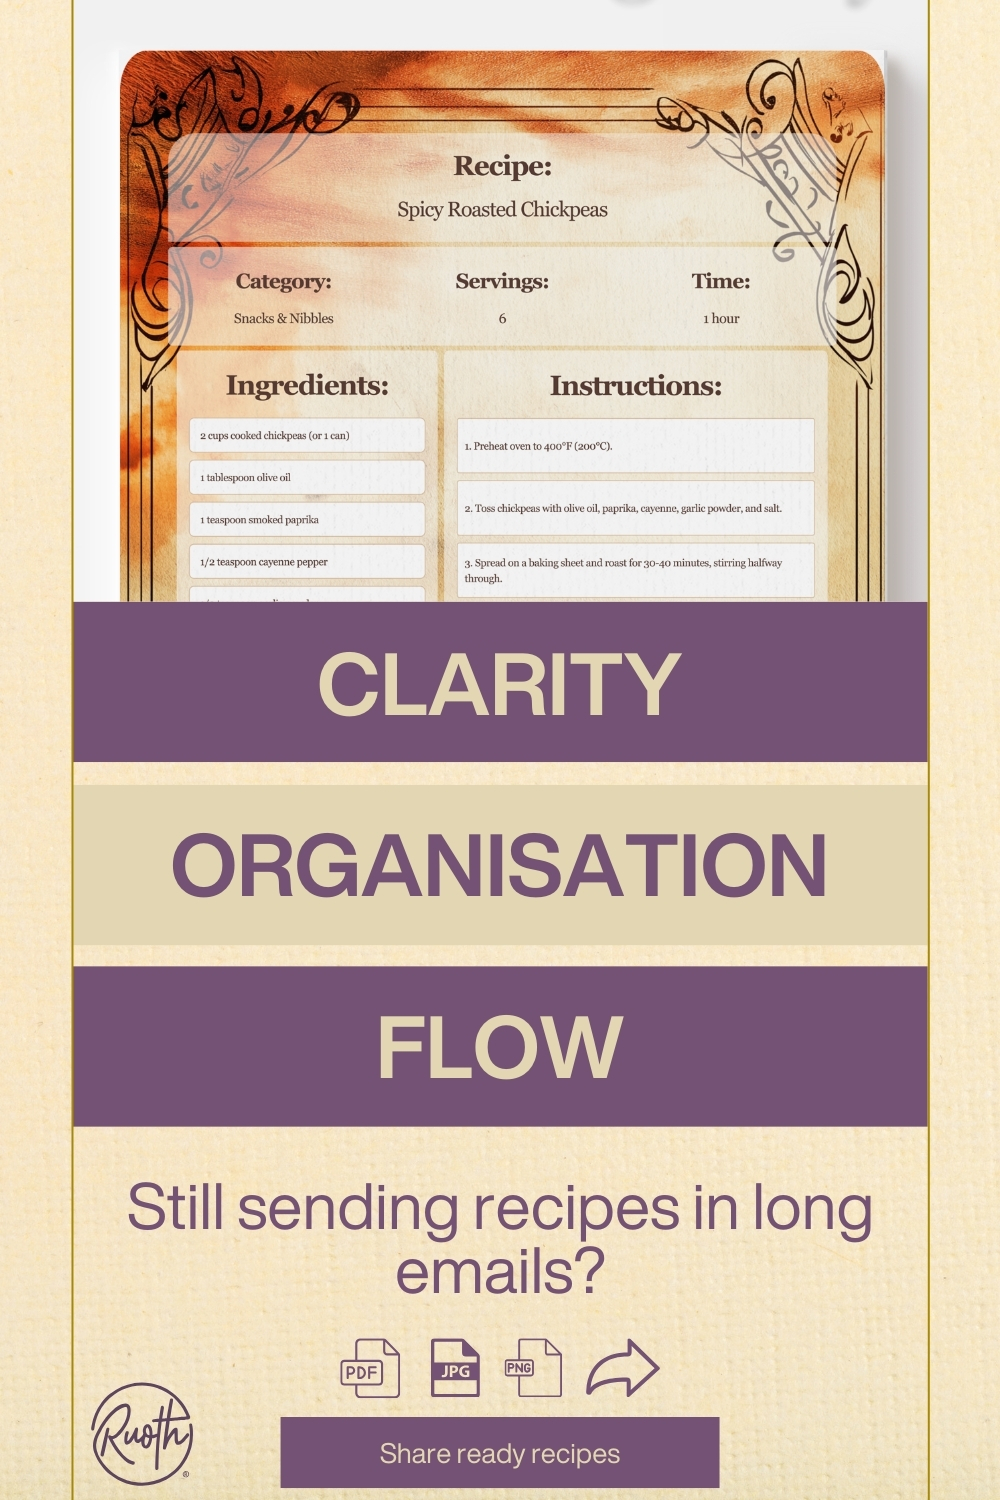 Recipe:
Spicy Roasted Chickpeas
Category:
Servings:
Time:
Snacks & Nibbles
6
1 hour
Ingredients:
2 cups cooked chickpeas (or 1 can)
1 tablespoon olive oil
1 teaspoon smoked paprika
1/2 teaspoon cayenne pepper
Instructions:
1. Preheat oven to 400°F (200°C).
2. Toss chickpeas with olive oil, paprika, cayenne, garlic powder, and salt.
3. Spread on a baking sheet and roast for 30-40 minutes, stirring halfway
through.
CLARITY
ORGANISATION
FLOW
Still sending recipes in long
emails?
PDF
JPG
PNG
Ruoth
®
Share ready recipes